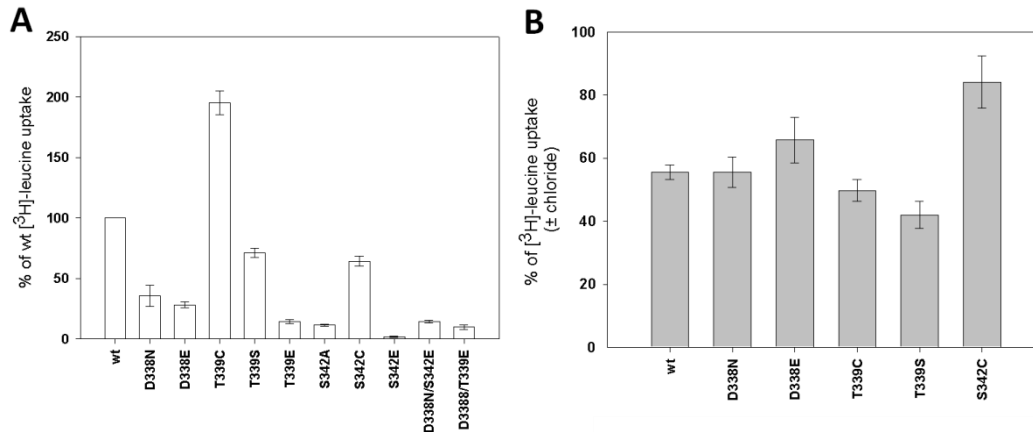 A
% of wt [³H]-leucine uptake
250
200
150
100
50
0
wt
D338N
D338E
T339C
T339S
T339E
S342A
S342C
S342E
D338N/S342E
D3388/T339E
B
% of [³H]-leucine uptake
(± chloride)
100
80
60
40
20
0
wt
D338N
D338E
T339C
T339S
S342C